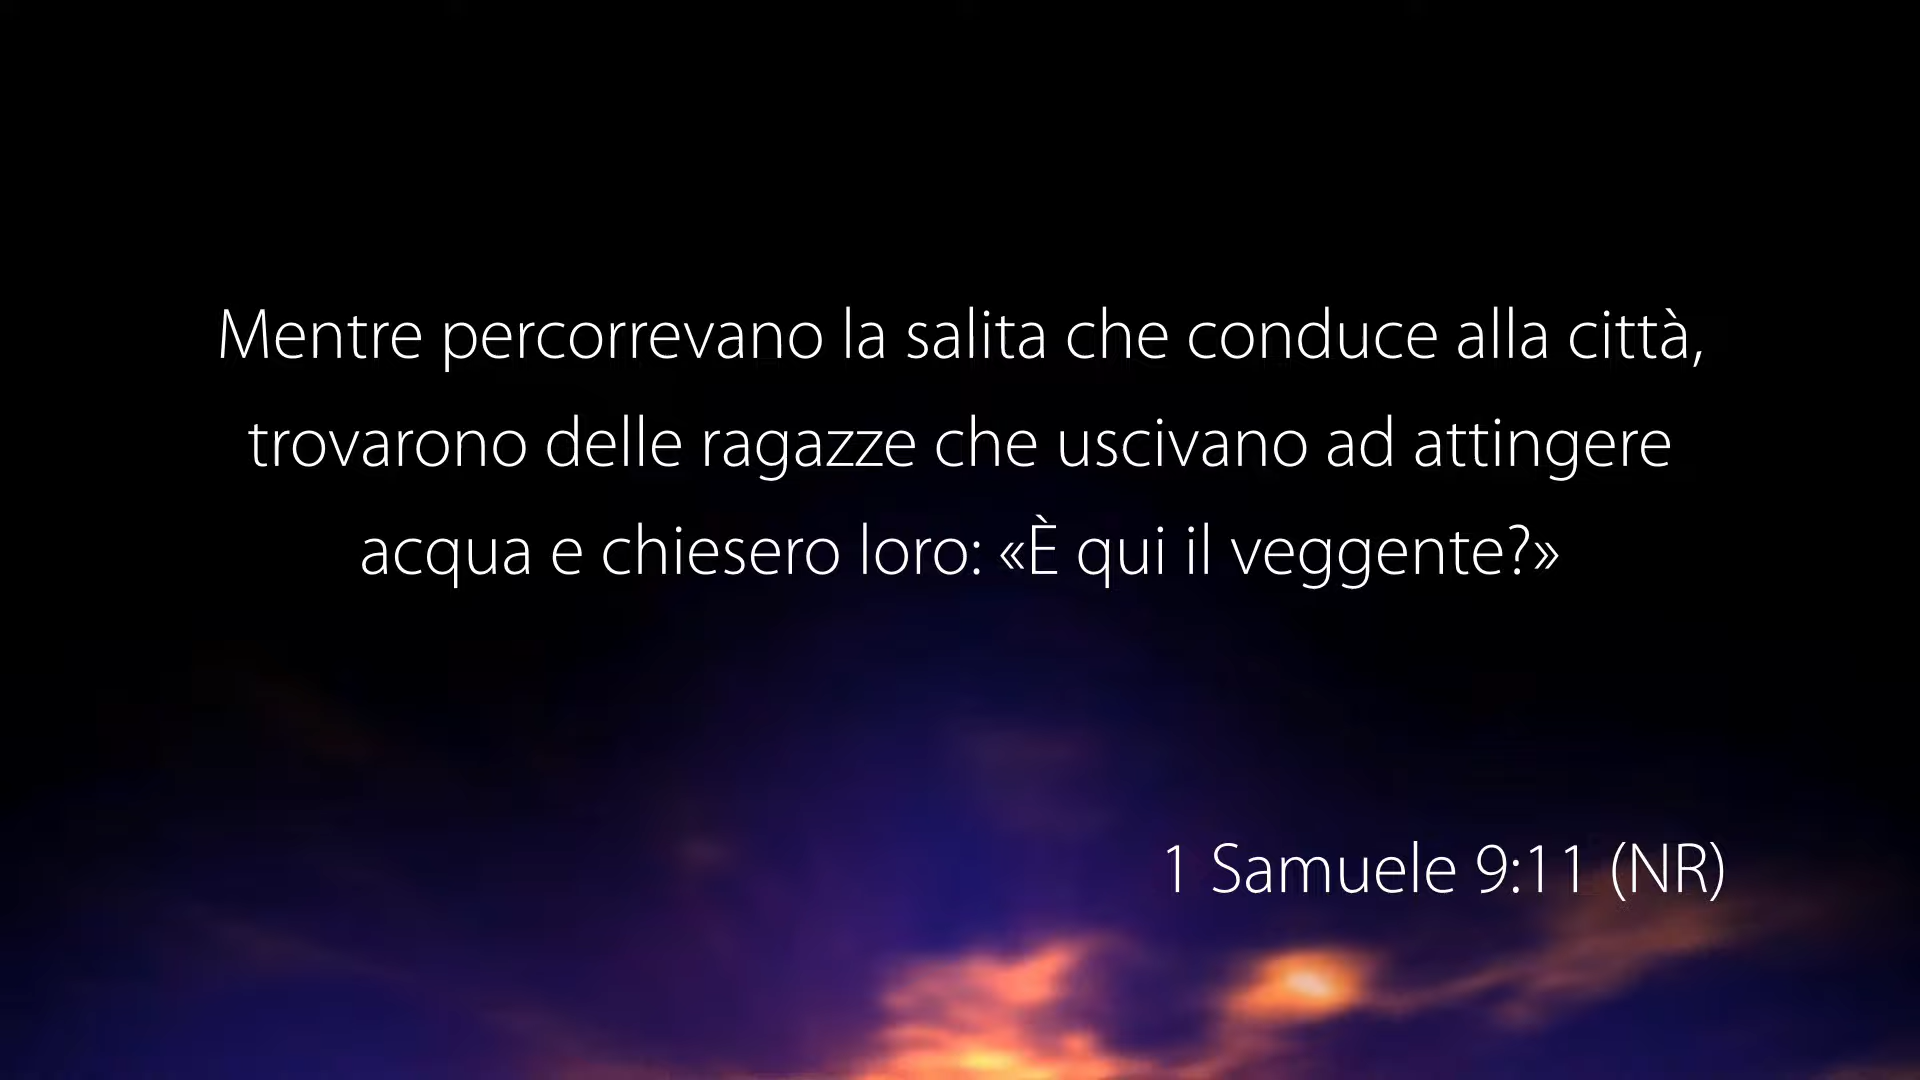 Mentre percorrevano la salita che conduce alla città,
trovarono delle ragazze che uscivano ad attingere
acqua e chiesero loro: «È qui il veggente?»
1 Samuele 9:11 (NR)